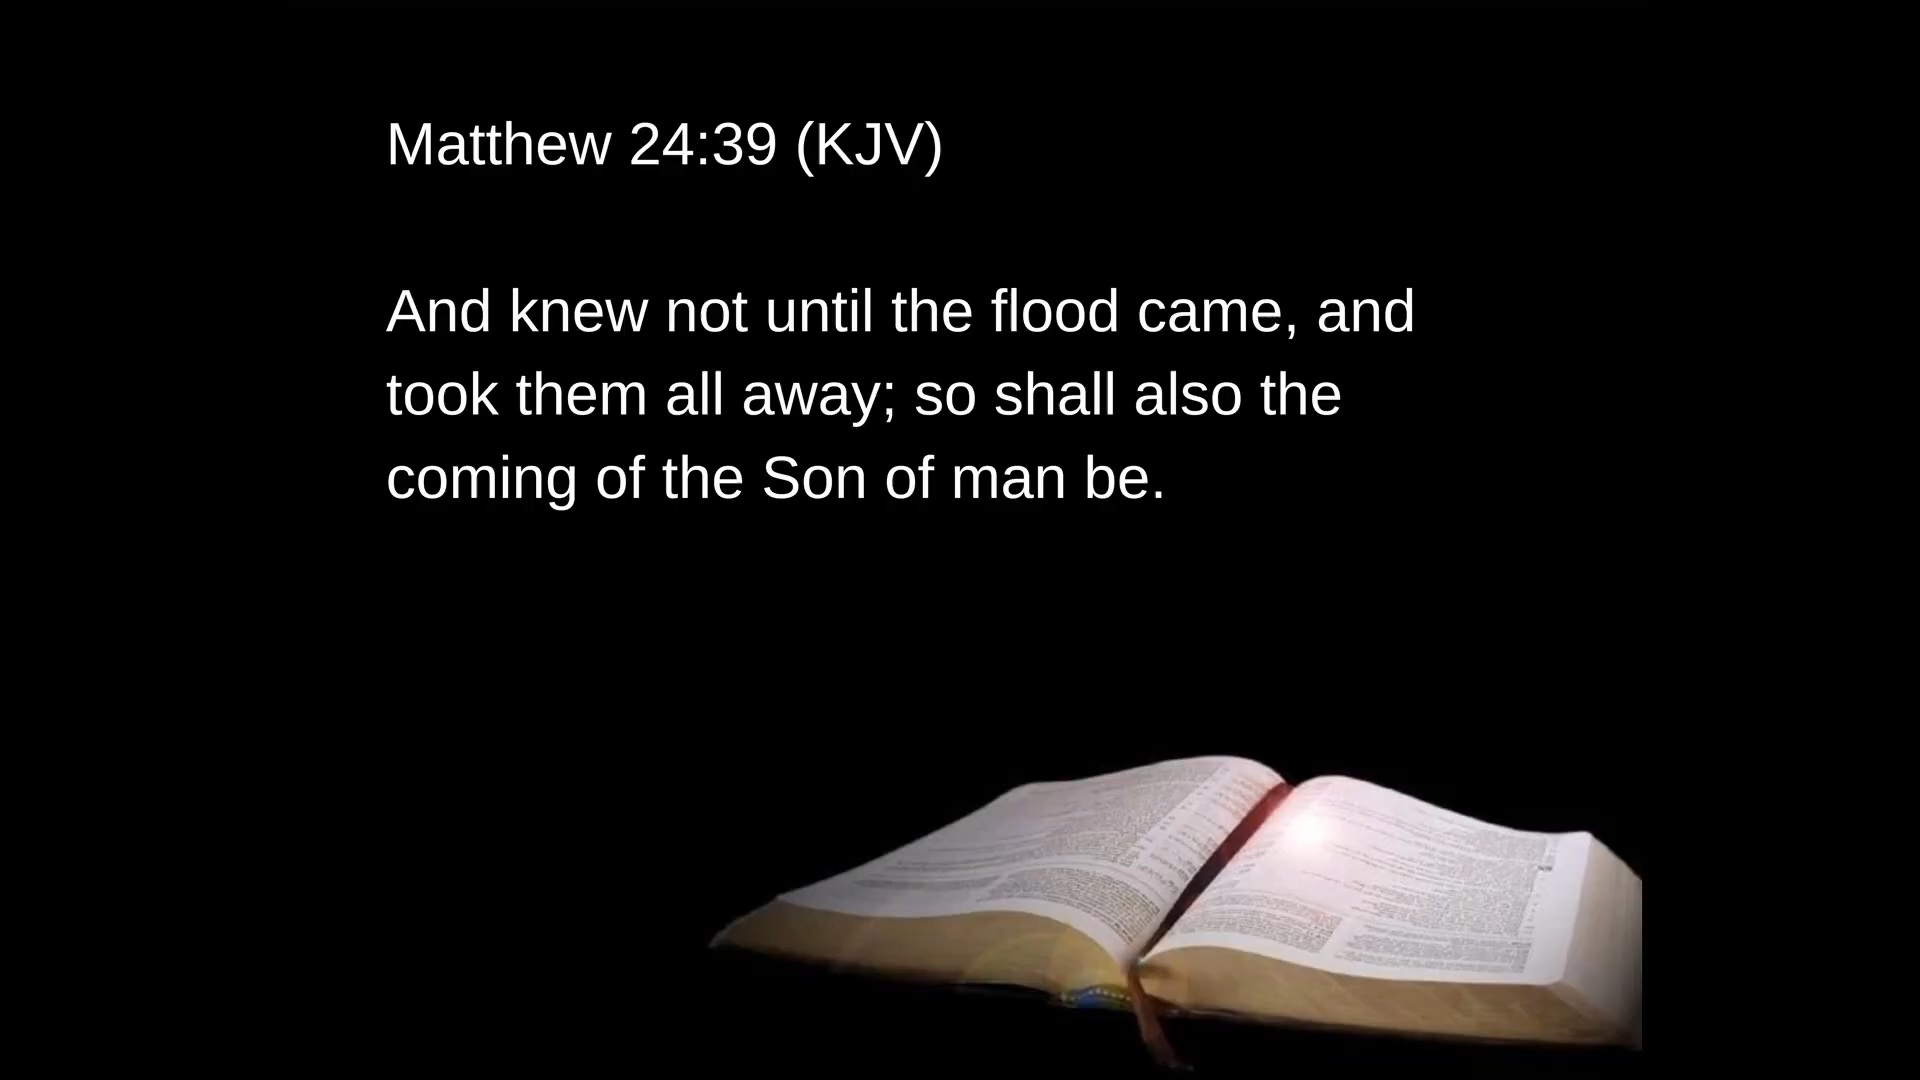 Matthew 24:39 (KJV)
And knew not until the flood came, and
took them all away; so shall also the
coming of the Son of man be.